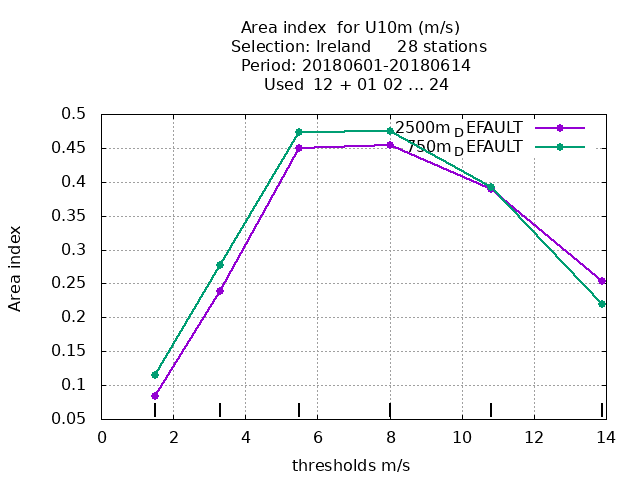 Area index  for U10m (m/s)
Selection: Ireland     28 stations
Period: 20180601-20180614
Used  12 + 01 02 ... 24
2500m_DEFAULT
750m_DEFAULT
0.5
0.45
0.4
0.35
0.3
0.25
0.2
0.15
0.1
0.05
Area index
0 2 4 6 8 10 12 14
thresholds m/s